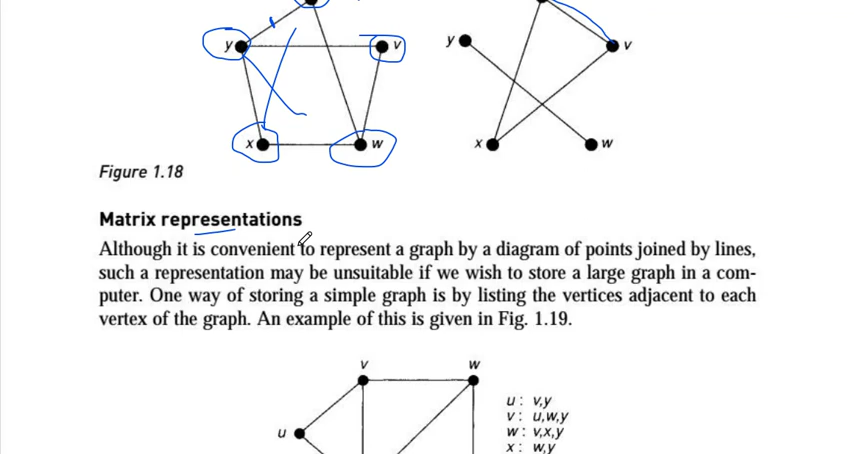 y
v
y
v
x
w
x
w
Figure 1.18
Matrix representations
Although it is convenient to represent a graph by a diagram of points joined by lines,
such a representation may be unsuitable if we wish to store a large graph in a com-
puter. One way of storing a simple graph is by listing the vertices adjacent to each
vertex of the graph. An example of this is given in Fig. 1.19.
v
w
u : v,y
v : u,w,y
u
w : v,x,y
x : w,y